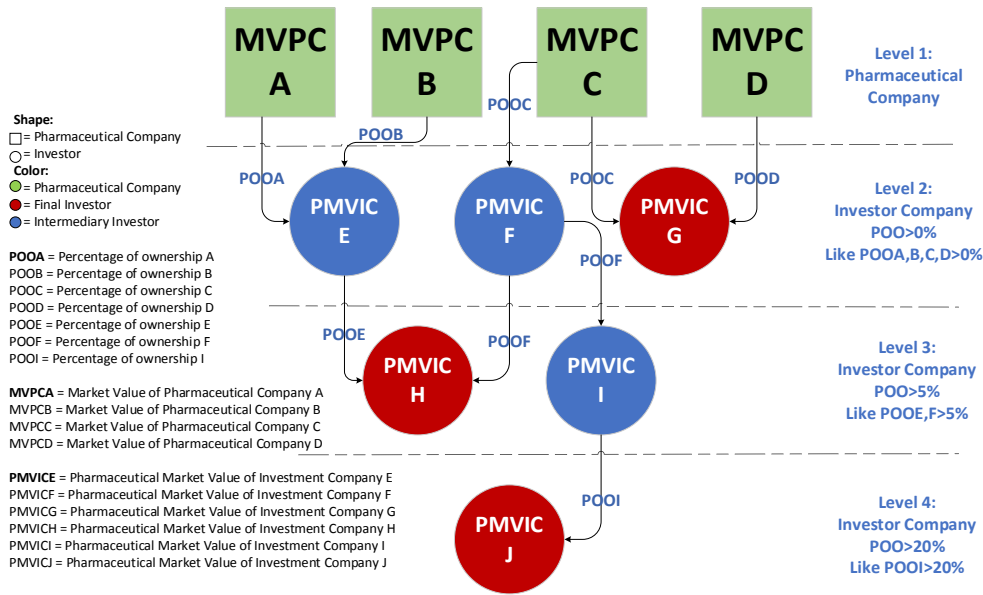 MVPC
A
MVPC
B
MVPC
C
MVPC
D
Level 1:
Pharmaceutical
Company
POOC
POOB
Shape:
= Pharmaceutical Company
= Investor
Color:
= Pharmaceutical Company
= Final Investor
= Intermediary Investor
POOA
POOC
POOD
PMVIC
E
PMVIC
F
PMVIC
G
Level 2:
Investor Company
POO>0%
Like POOA,B,C,D>0%
POOF
POOA = Percentage of ownership A
POOB = Percentage of ownership B
POOC = Percentage of ownership C
POOD = Percentage of ownership D
POOE = Percentage of ownership E
POOF = Percentage of ownership F
POOI = Percentage of ownership I
POOE
POOF
PMVIC
H
PMVIC
I
Level 3:
Investor Company
POO>5%
Like POOE,F>5%
MVPCA = Market Value of Pharmaceutical Company A
MVPCB = Market Value of Pharmaceutical Company B
MVPCC = Market Value of Pharmaceutical Company C
MVPCD = Market Value of Pharmaceutical Company D
PMVICE = Pharmaceutical Market Value of Investment Company E
PMVICF = Pharmaceutical Market Value of Investment Company F
PMVICG = Pharmaceutical Market Value of Investment Company G
PMVICH = Pharmaceutical Market Value of Investment Company H
PMVICI = Pharmaceutical Market Value of Investment Company I
PMVICJ = Pharmaceutical Market Value of Investment Company J
POOI
PMVIC
J
Level 4:
Investor Company
POO>20%
Like POOI>20%